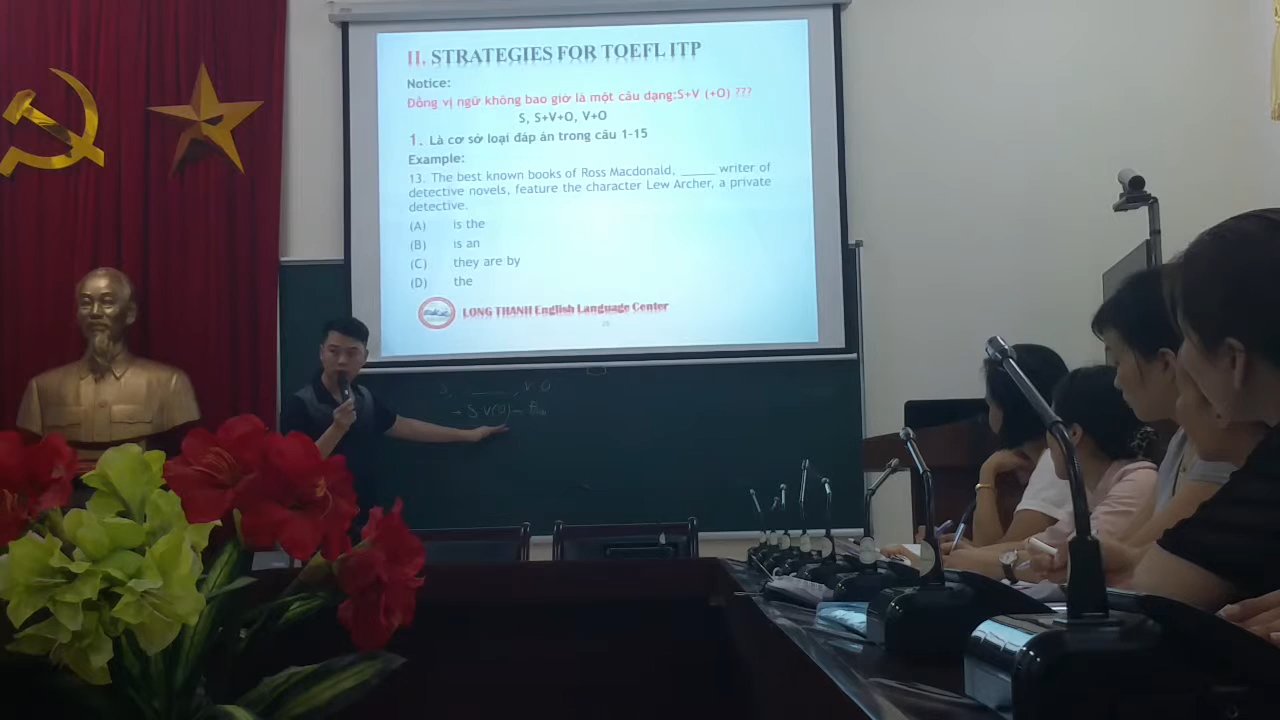 II. STRATEGIES FOR TOEFL ITP
Notice:
Đồng vị ngữ không bao giờ là một câu dạng:S+V (+O) ???
S, S+V+O, V+O
1. Là cơ sở loại đáp án trong câu 1-15
Example:
13. The best known books of Ross Macdonald, _____ writer of
detective novels, feature the character Lew Archer, a private
detective.
(A) is the
(B) is an
(C) they are by
(D) the
LONG THANH English Language Center
S, ____, V O
→ S V(O)